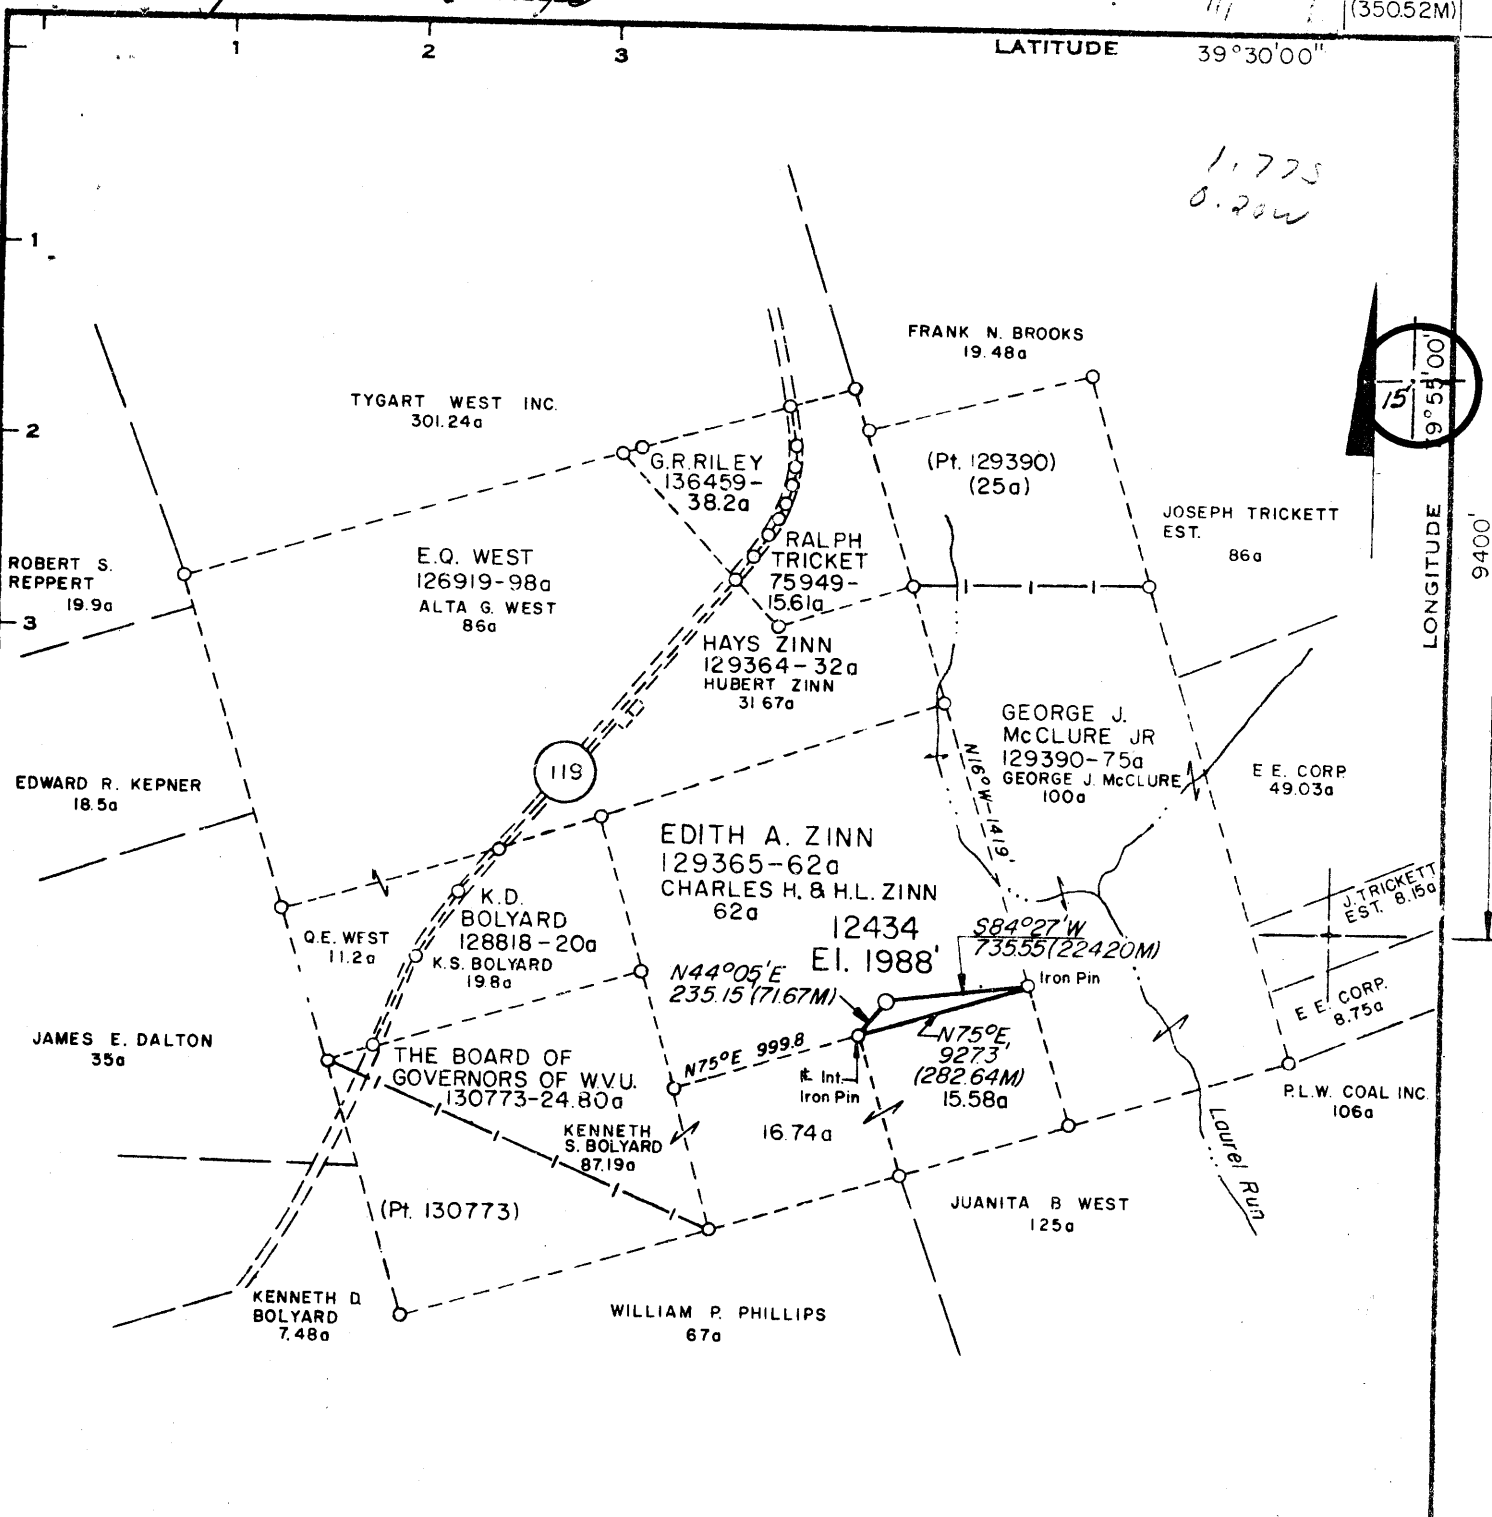 (350.52M)
1
2
3
LATITUDE 39°30'00"
1.77S
0.20W
1
2
3
FRANK N. BROOKS
19.48a
15'
79°55'00"
LONGITUDE
9400'
TYGART WEST INC.
301.24a
G.R.RILEY
136459-
38.2a
(Pt. 129390)
(25a)
JOSEPH TRICKETT
EST.
86a
ROBERT S.
REPPERT
19.9a
E.Q. WEST
126919-98a
ALTA G. WEST
86a
RALPH
TRICKET
75949-
15.61a
HAYS ZINN
129364-32a
HUBERT ZINN
31.67a
GEORGE J.
McCLURE JR
129390-75a
GEORGE J. McCLURE
100a
N16°W-1419'
E E. CORP.
49.03a
EDWARD R. KEPNER
18.5a
119
EDITH A. ZINN
129365-62a
CHARLES H. & H.L. ZINN
62a
12434
El. 1988'
J. TRICKETT
EST. 8.15a
K.D.
BOLYARD
128818-20a
K.S. BOLYARD
19.8a
Q.E. WEST
11.2a
S84°27'W
735.55(224.20M)
N44°05'E
235.15 (71.67M)
Iron Pin
E E. CORP.
8.75a
JAMES E. DALTON
35a
THE BOARD OF
GOVERNORS OF W.V.U.
130773-24.80a
N75°E 999.8
N75°E,
927.3
(282.64M)
15.58a
℄ Int.
Iron Pin
P.L.W. COAL INC.
106a
KENNETH
S. BOLYARD
87.19a
16.74a
Laurel Run
(Pt. 130773)
JUANITA B WEST
125a
KENNETH D.
BOLYARD
7.48a
WILLIAM P. PHILLIPS
67a